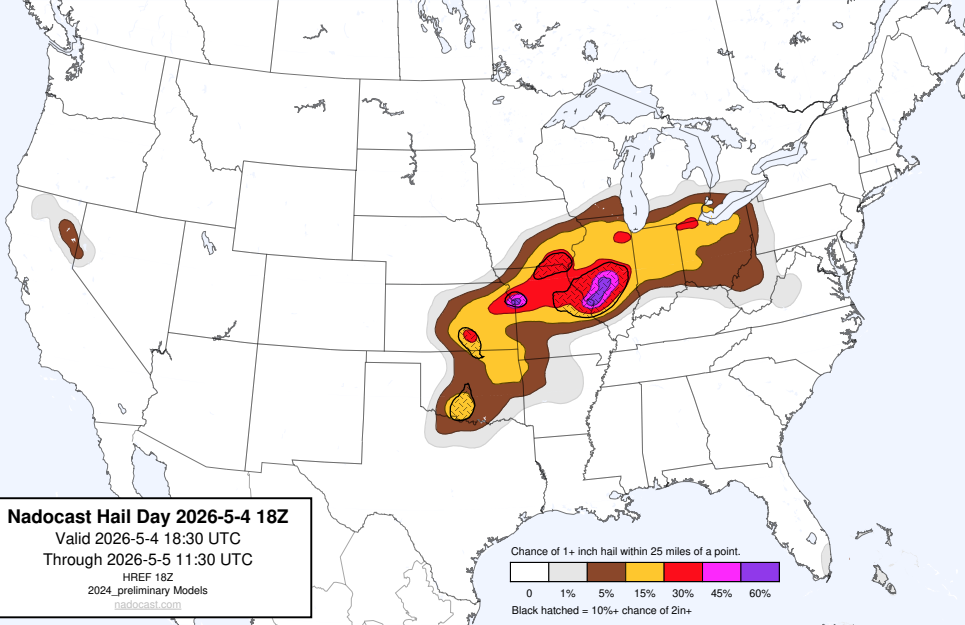 Nadocast Hail Day 2026-5-4 18Z
Valid 2026-5-4 18:30 UTC
Through 2026-5-5 11:30 UTC
HREF 18Z
2024_preliminary Models
nadocast.com
Chance of 1+ inch hail within 25 miles of a point.
0 1% 5% 15% 30% 45% 60%
Black hatched = 10%+ chance of 2in+